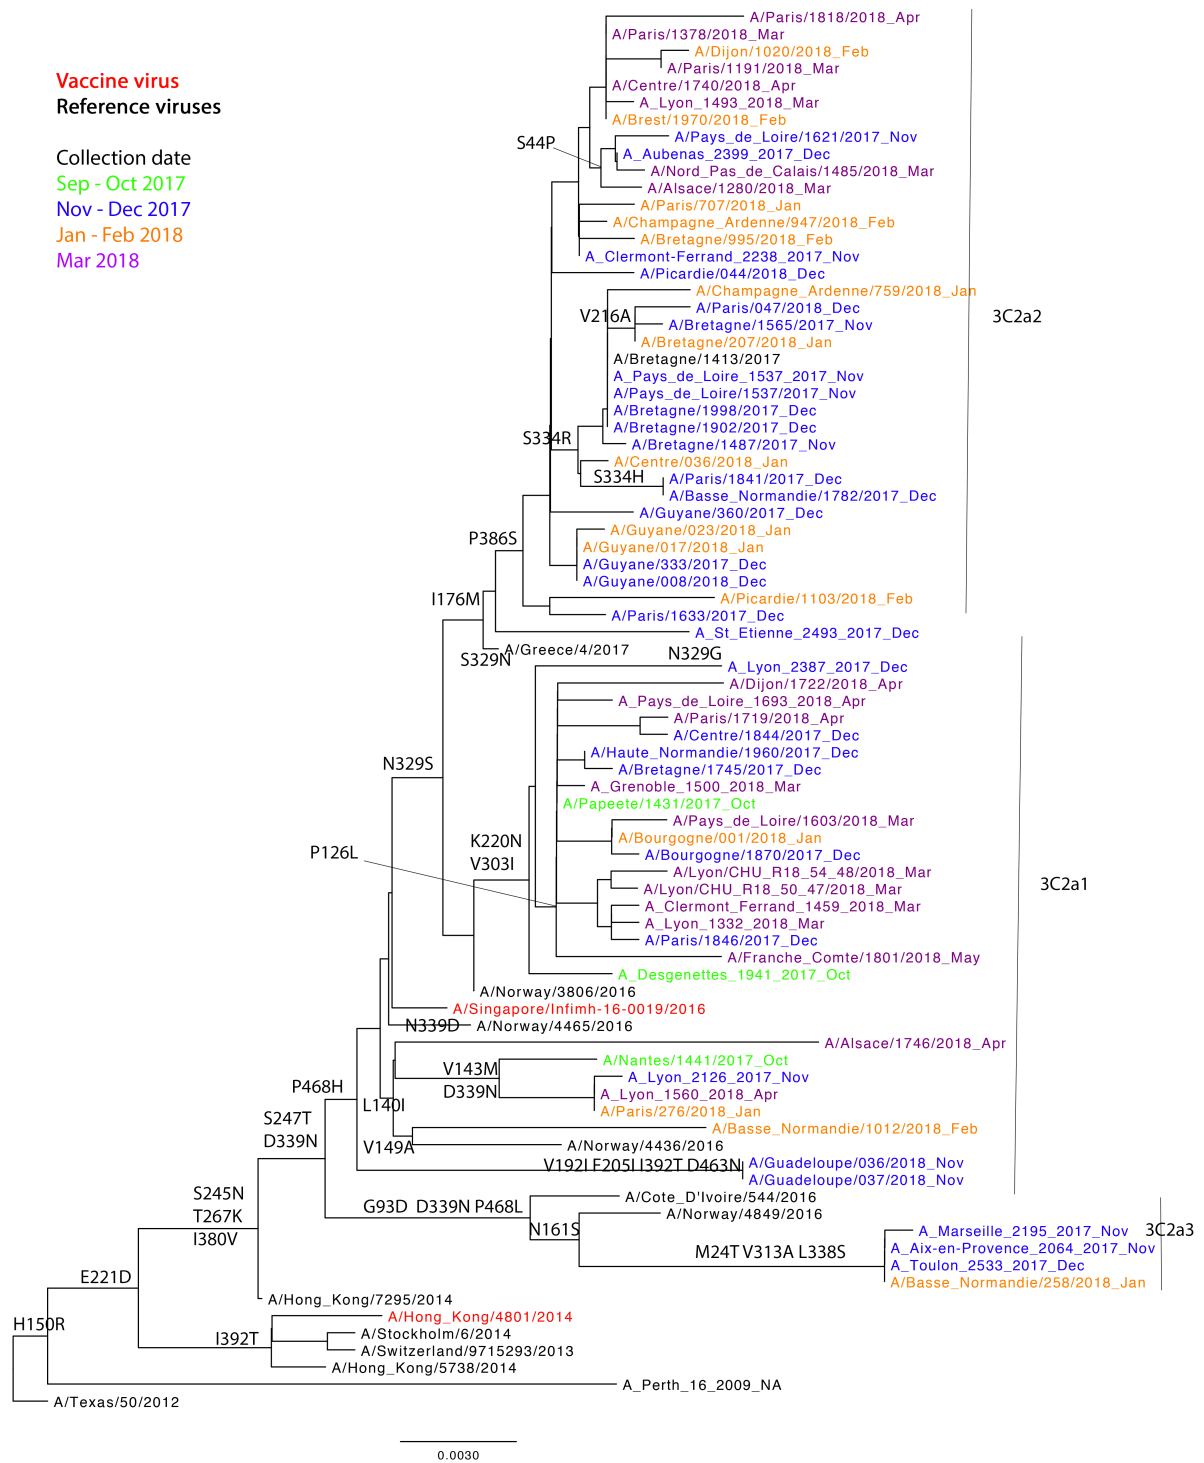 A/Paris/1818/2018_Apr
A/Paris/1378/2018_Mar
A/Dijon/1020/2018_Feb
A/Paris/1191/2018_Mar
Vaccine virus
A/Centre/1740/2018_Apr
Reference viruses
A_Lyon_1493_2018_Mar
A/Brest/1970/2018_Feb
A/Pays_de_Loire/1621/2017_Nov
S44P
Collection date
A_Aubenas_2399_2017_Dec
A/Nord_Pas_de_Calais/1485/2018_Mar
Sep - Oct 2017
A/Alsace/1280/2018_Mar
Nov - Dec 2017
A/Paris/707/2018_Jan
A/Champagne_Ardenne/947/2018_Feb
Jan - Feb 2018
A/Bretagne/995/2018_Feb
Mar 2018
A_Clermont-Ferrand_2238_2017_Nov
A/Picardie/044/2018_Dec
A/Champagne_Ardenne/759/2018_Jan
A/Paris/047/2018_Dec
V216A
3C2a2
A/Bretagne/1565/2017_Nov
A/Bretagne/207/2018_Jan
A/Bretagne/1413/2017
A_Pays_de_Loire_1537_2017_Nov
A/Pays_de_Loire/1537/2017_Nov
A/Bretagne/1998/2017_Dec
A/Bretagne/1902/2017_Dec
S334R
A/Bretagne/1487/2017_Nov
A/Centre/036/2018_Jan
S334H
A/Paris/1841/2017_Dec
A/Basse_Normandie/1782/2017_Dec
A/Guyane/360/2017_Dec
A/Guyane/023/2018_Jan
P386S
A/Guyane/017/2018_Jan
A/Guyane/333/2017_Dec
A/Guyane/008/2018_Dec
I176M
A/Picardie/1103/2018_Feb
A/Paris/1633/2017_Dec
A_St_Etienne_2493_2017_Dec
A/Greece/4/2017
S329N
N329G
A_Lyon_2387_2017_Dec
A/Dijon/1722/2018_Apr
A_Pays_de_Loire_1693_2018_Apr
A/Paris/1719/2018_Apr
A/Centre/1844/2017_Dec
A/Haute_Normandie/1960/2017_Dec
N329S
A/Bretagne/1745/2017_Dec
A_Grenoble_1500_2018_Mar
A/Papeete/1431/2017_Oct
A/Pays_de_Loire/1603/2018_Mar
K220N
A/Bourgogne/001/2018_Jan
P126L
A/Bourgogne/1870/2017_Dec
V303I
A/Lyon/CHU_R18_54_48/2018_Mar
3C2a1
A/Lyon/CHU_R18_50_47/2018_Mar
A_Clermont_Ferrand_1459_2018_Mar
A_Lyon_1332_2018_Mar
A/Paris/1846/2017_Dec
A/Franche_Comte/1801/2018_May
A_Desgenettes_1941_2017_Oct
A/Norway/3806/2016
A/Singapore/Infimh-16-0019/2016
N339D
A/Norway/4465/2016
A/Alsace/1746/2018_Apr
A/Nantes/1441/2017_Oct
V143M
A_Lyon_2126_2017_Nov
P468H
D339N
A_Lyon_1560_2018_Apr
L140I
A/Paris/276/2018_Jan
S247T
A/Basse_Normandie/1012/2018_Feb
D339N
V149A
A/Norway/4436/2016
V192I F205I I392T D463N
A/Guadeloupe/036/2018_Nov
A/Guadeloupe/037/2018_Nov
S245N
A/Cote_D'Ivoire/544/2016
G93D D339N P468L
T267K
A/Norway/4849/2016
N161S
A_Marseille_2195_2017_Nov
3C2a3
I380V
M24T V313A L338S
A_Aix-en-Provence_2064_2017_Nov
A_Toulon_2533_2017_Dec
E221D
A/Basse_Normandie/258/2018_Jan
A/Hong_Kong/7295/2014
A/Hong_Kong/4801/2014
H150R
A/Stockholm/6/2014
I392T
A/Switzerland/9715293/2013
A/Hong_Kong/5738/2014
A_Perth_16_2009_NA
A/Texas/50/2012
0.0030